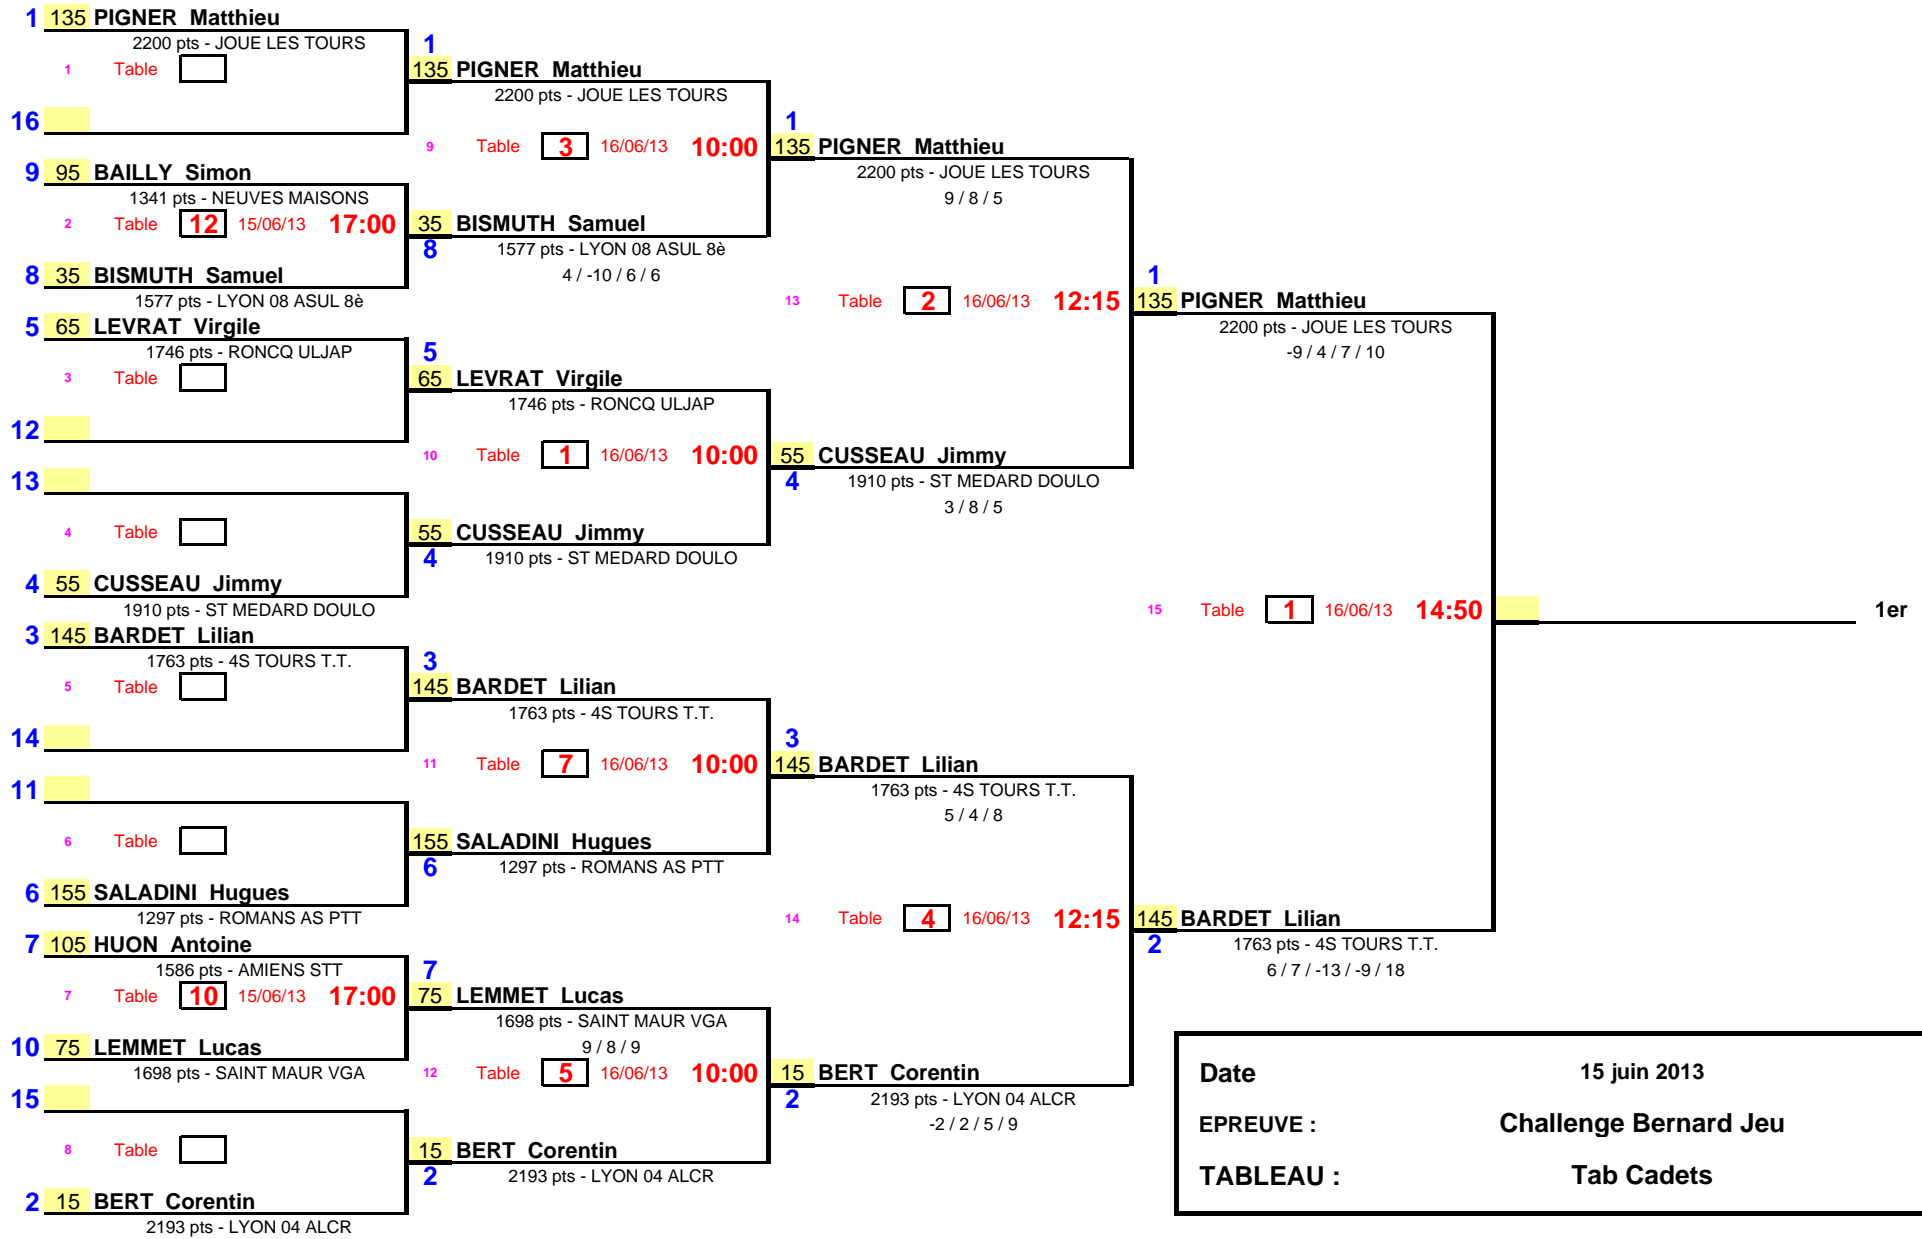 1 135 PIGNER Matthieu
2200 pts - JOUE LES TOURS
1 Table
16
9 95 BAILLY Simon
1341 pts - NEUVES MAISONS
2 Table 12 15/06/13 17:00
8 35 BISMUTH Samuel
1577 pts - LYON 08 ASUL 8è
5 65 LEVRAT Virgile
1746 pts - RONCQ ULJAP
3 Table
12
13
4 Table
4 55 CUSSEAU Jimmy
1910 pts - ST MEDARD DOULO
3 145 BARDET Lilian
1763 pts - 4S TOURS T.T.
5 Table
14
11
6 Table
6 155 SALADINI Hugues
1297 pts - ROMANS AS PTT
7 105 HUON Antoine
1586 pts - AMIENS STT
7 Table 10 15/06/13 17:00
10 75 LEMMET Lucas
1698 pts - SAINT MAUR VGA
15
8 Table
2 15 BERT Corentin
2193 pts - LYON 04 ALCR
1
135 PIGNER Matthieu
2200 pts - JOUE LES TOURS
9 Table 3 16/06/13 10:00
35 BISMUTH Samuel
8 1577 pts - LYON 08 ASUL 8è
4 / -10 / 6 / 6
5
65 LEVRAT Virgile
1746 pts - RONCQ ULJAP
10 Table 1 16/06/13 10:00
55 CUSSEAU Jimmy
4 1910 pts - ST MEDARD DOULO
3
145 BARDET Lilian
1763 pts - 4S TOURS T.T.
11 Table 7 16/06/13 10:00
155 SALADINI Hugues
6 1297 pts - ROMANS AS PTT
7
75 LEMMET Lucas
1698 pts - SAINT MAUR VGA
9 / 8 / 9
12 Table 5 16/06/13 10:00
15 BERT Corentin
2 2193 pts - LYON 04 ALCR
1
135 PIGNER Matthieu
2200 pts - JOUE LES TOURS
9 / 8 / 5
13 Table 2 16/06/13 12:15
55 CUSSEAU Jimmy
4 1910 pts - ST MEDARD DOULO
3 / 8 / 5
3
145 BARDET Lilian
1763 pts - 4S TOURS T.T.
5 / 4 / 8
14 Table 4 16/06/13 12:15
15 BERT Corentin
2 2193 pts - LYON 04 ALCR
-2 / 2 / 5 / 9
1
135 PIGNER Matthieu
2200 pts - JOUE LES TOURS
-9 / 4 / 7 / 10
15 Table 1 16/06/13 14:50
145 BARDET Lilian
2 1763 pts - 4S TOURS T.T.
6 / 7 / -13 / -9 / 18
1er
Date 15 juin 2013
EPREUVE : Challenge Bernard Jeu
TABLEAU : Tab Cadets